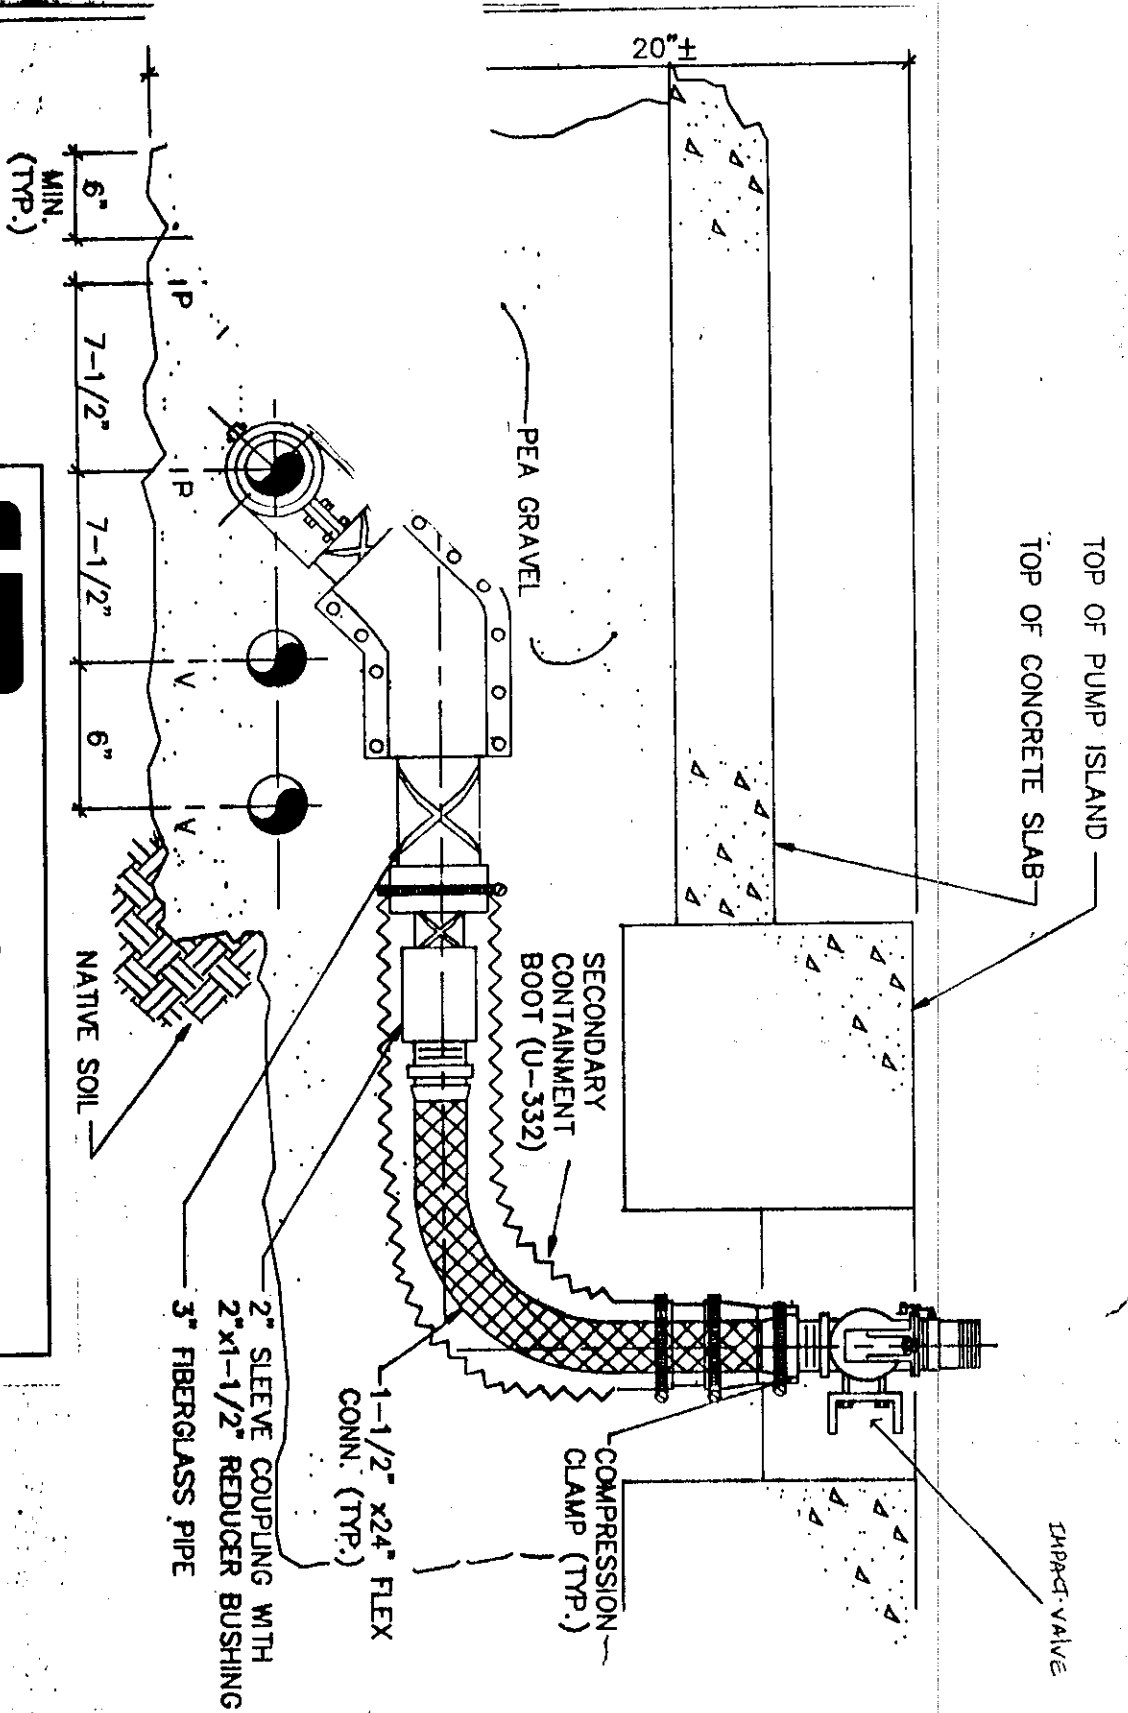 TOP OF PUMP ISLAND
TOP OF CONCRETE SLAB
IMPACT VALVE
20"±
PEA GRAVEL
SECONDARY
CONTAINMENT
BOOT (U-332)
COMPRESSION
CLAMP (TYP.)
1-1/2" x24" FLEX
CONN. (TYP.)
2" SLEEVE COUPLING WITH
2"x1-1/2" REDUCER BUSHING
3" FIBERGLASS PIPE
NATIVE SOIL
P
P
V
V
6"
MIN.
(TYP.)
7-1/2"
7-1/2"
6"